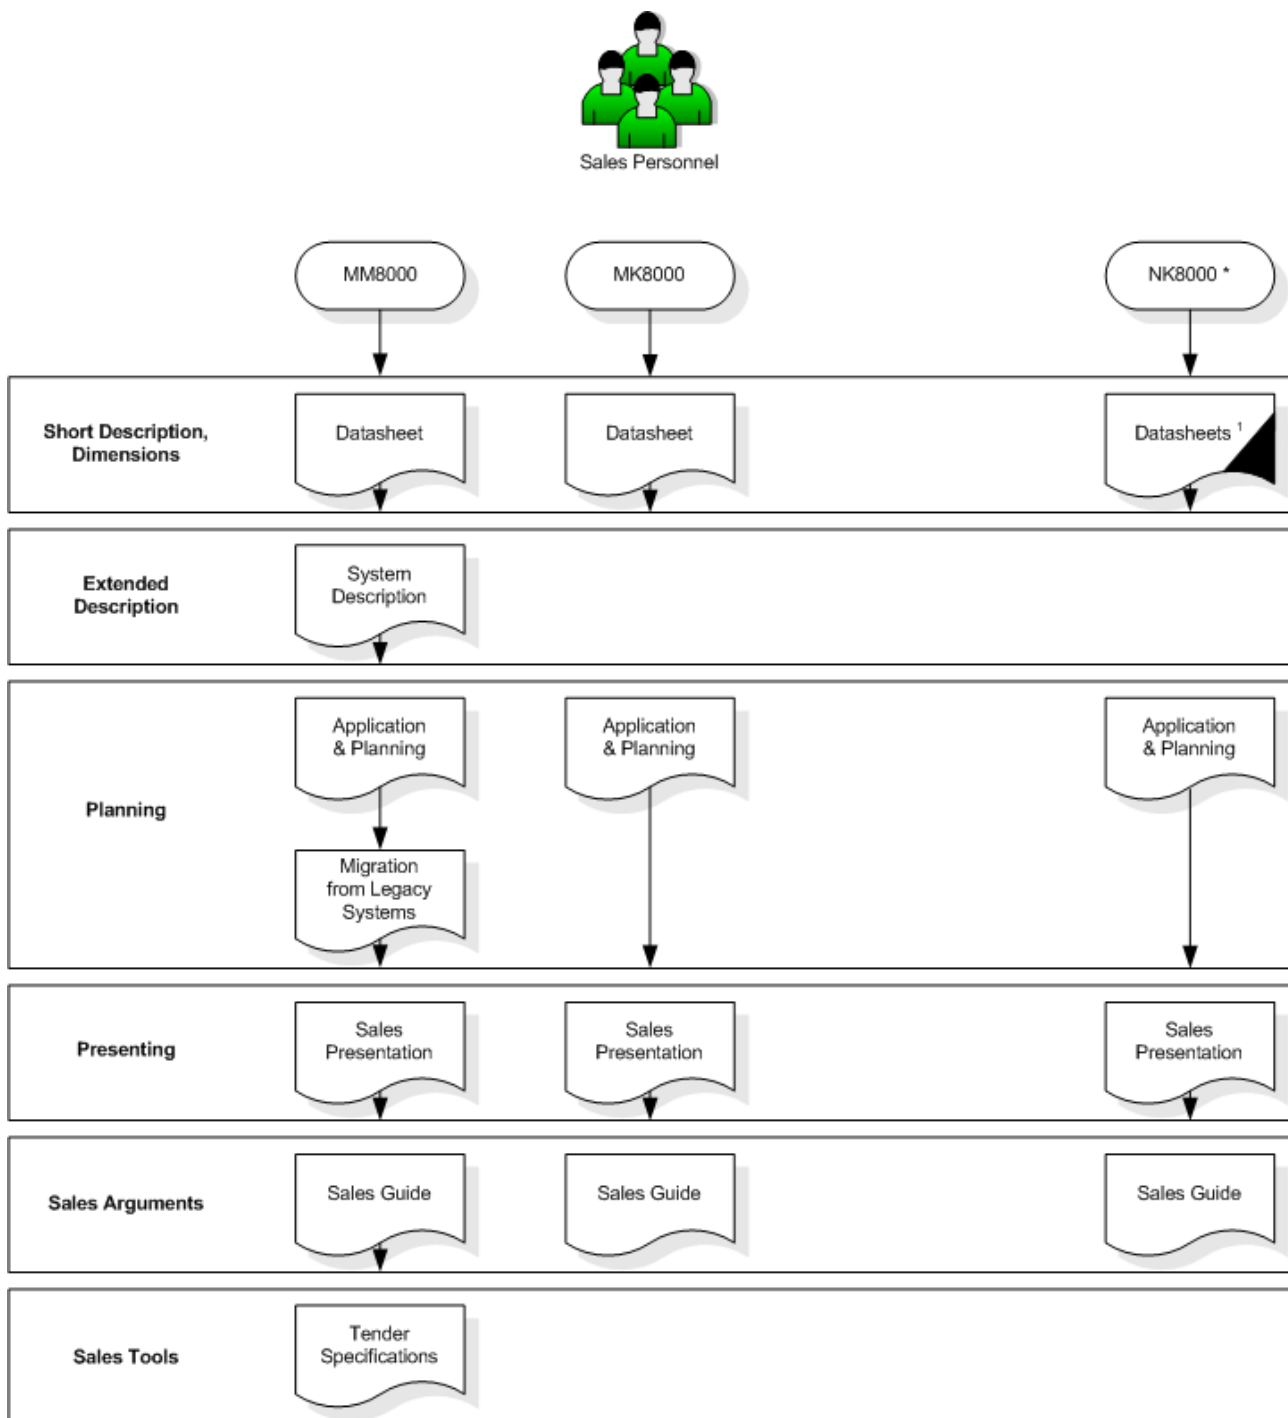 Sales Personnel
MM8000
MK8000
NK8000 *
Short Description,
Dimensions
Datasheet
Datasheet
Datasheets ¹
Extended
Description
System
Description
Planning
Application
& Planning
Application
& Planning
Application
& Planning
Migration
from Legacy
Systems
Presenting
Sales
Presentation
Sales
Presentation
Sales
Presentation
Sales Arguments
Sales Guide
Sales Guide
Sales Guide
Sales Tools
Tender
Specifications